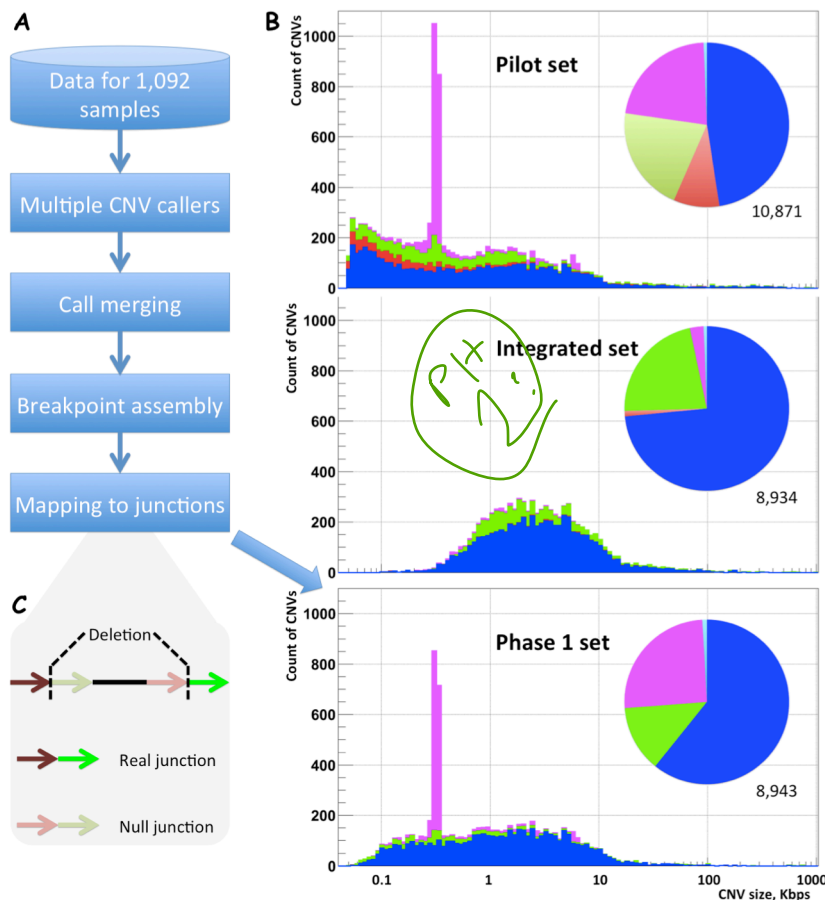 A
Data for 1,092
samples
Multiple CNV callers
Call merging
Breakpoint assembly
Mapping to junctions
C
Deletion
Real junction
Null junction
B
Count of CNVs
1000
800
600
400
200
0
Pilot set
10,871
Count of CNVs
1000
800
600
400
200
0
Integrated set
8,934
Count of CNVs
1000
800
600
400
200
0
Phase 1 set
8,943
0.1
1
10
100
1000
CNV size, Kbps